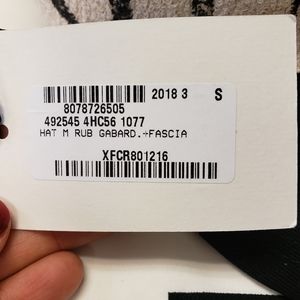 2018 3 S
8078726505
492545 4HC56 1077
HAT M RUB GABARD.+FASCIA
XFCR801216